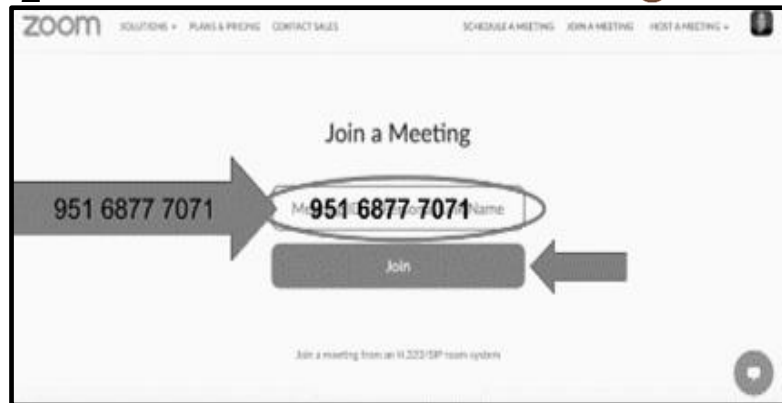 zoom SOLUTIONS PLANS & PRICING CONTACT SALES SCHEDULE A MEETING JOIN A MEETING HOST A MEETING
Join a Meeting
951 6877 7071 951 6877 7071
Join
Join a meeting from an H.323/SIP room system